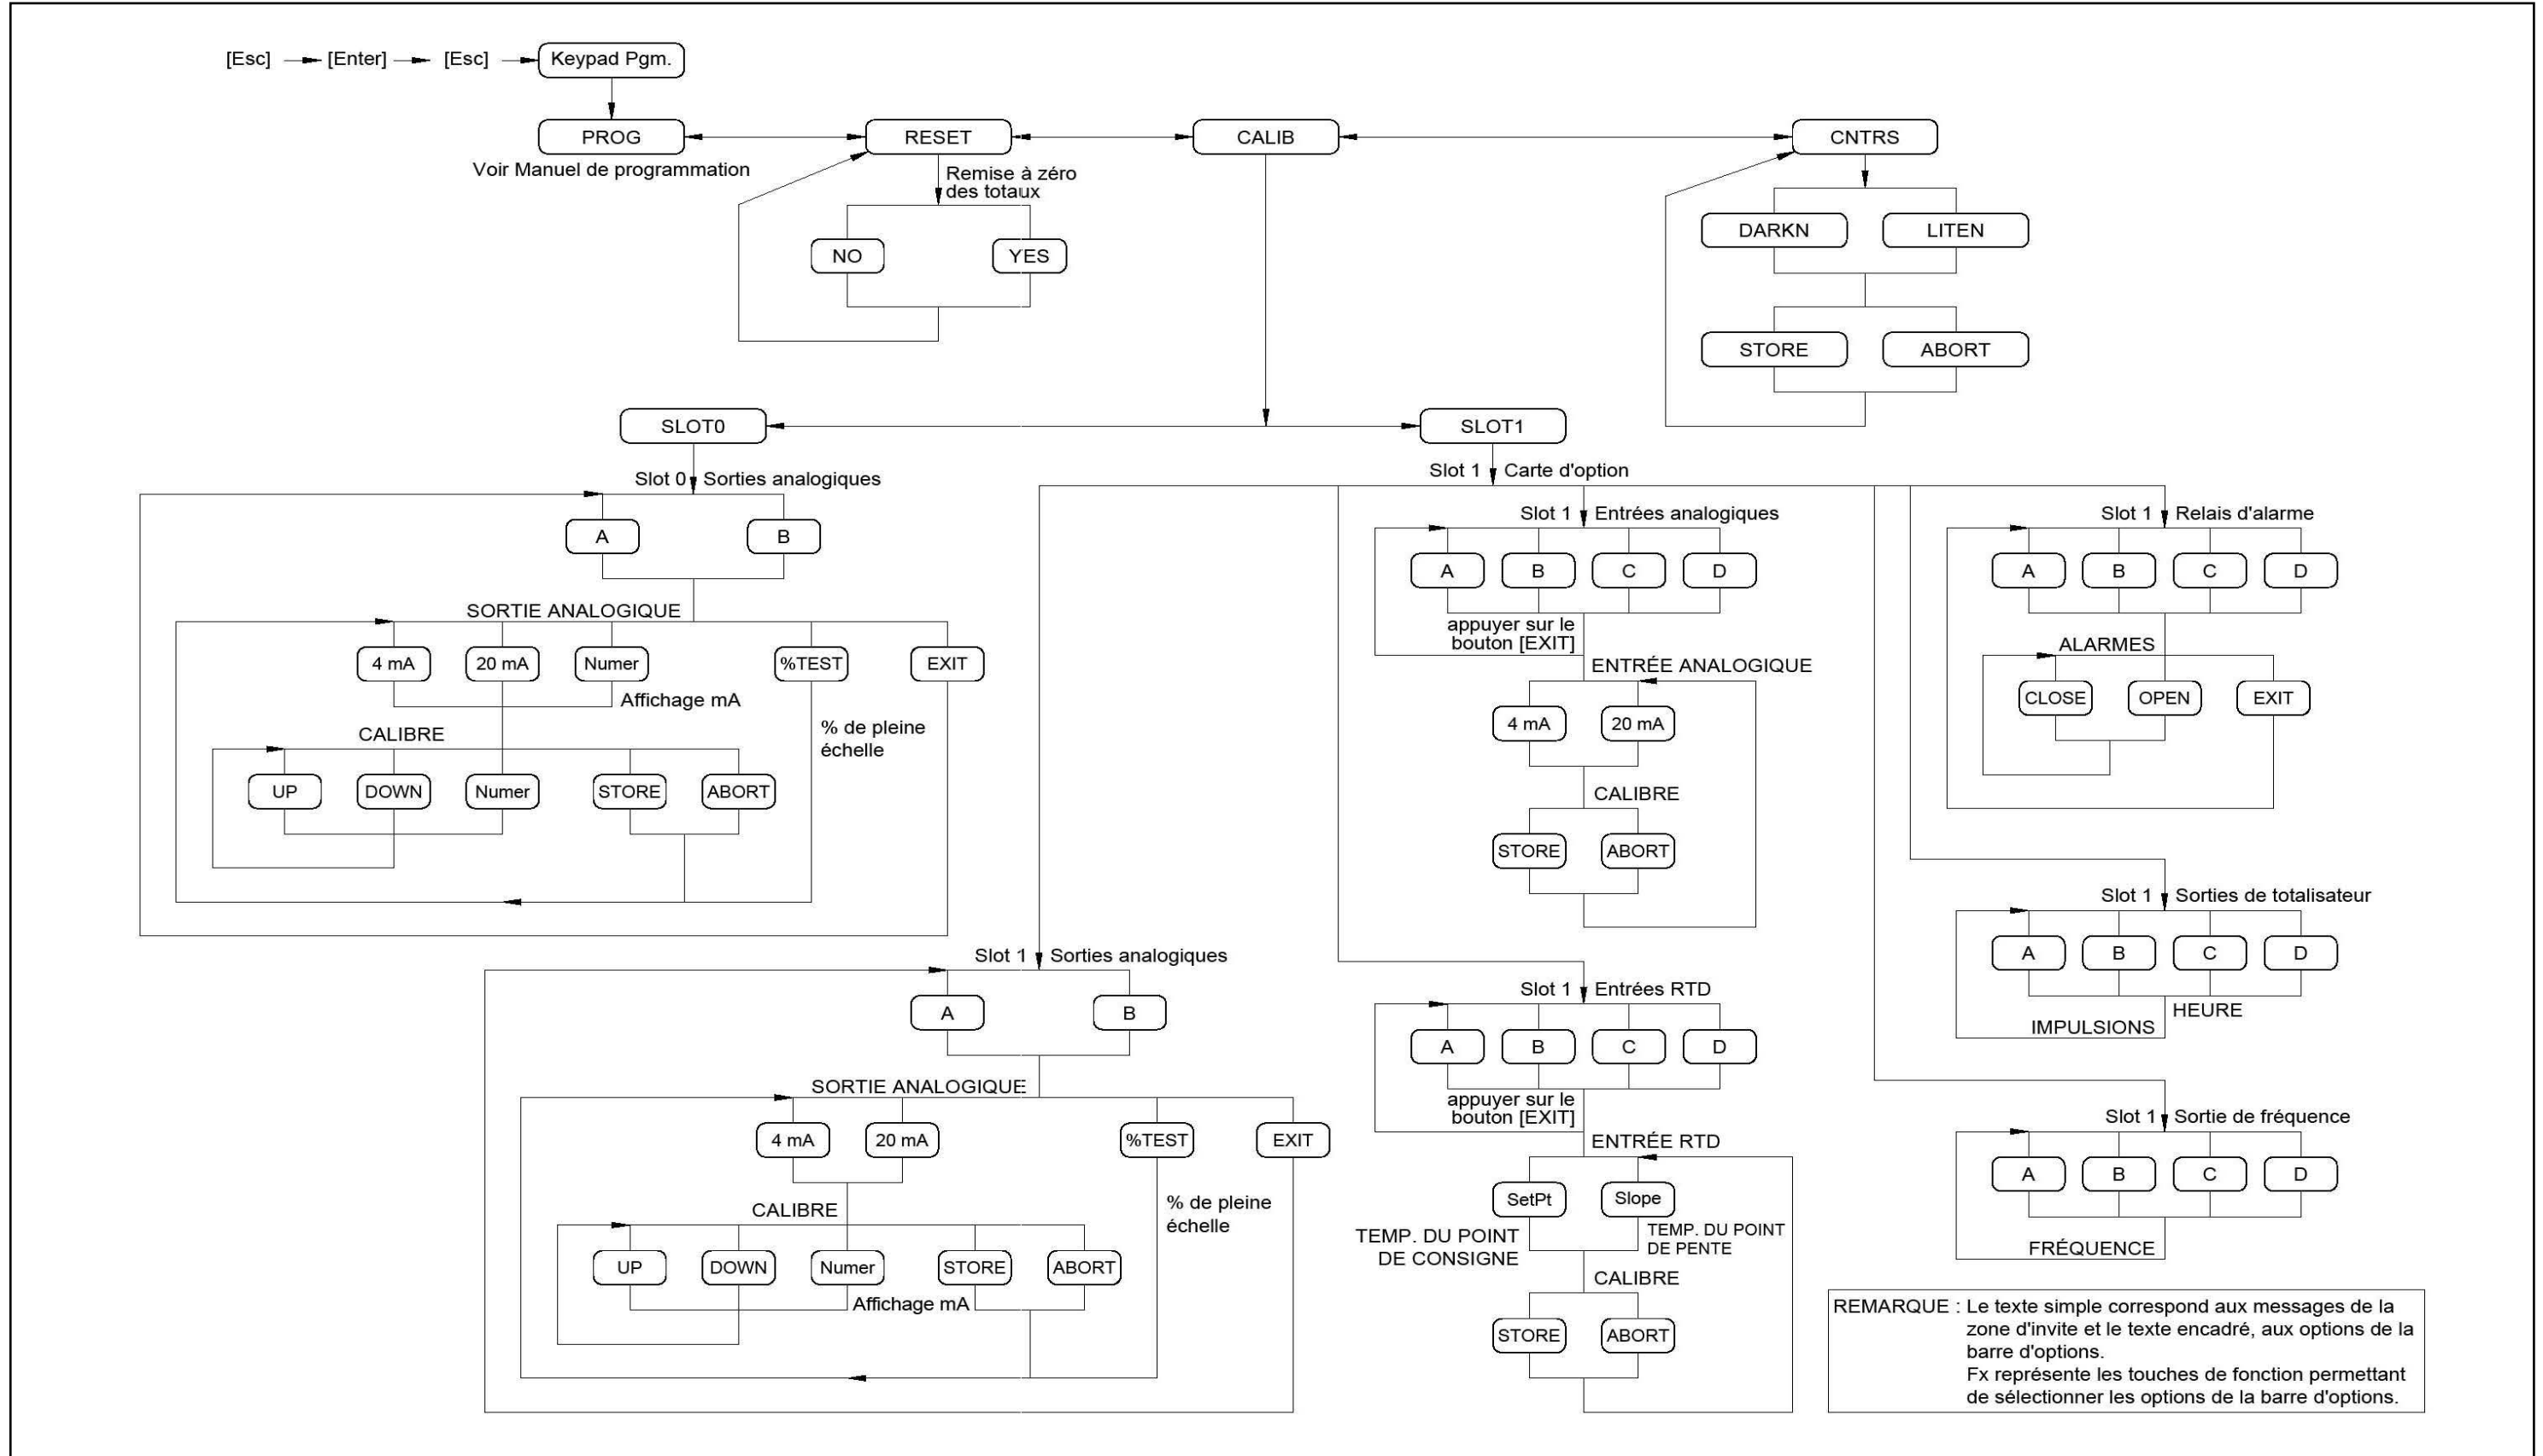 [Esc] [Enter] [Esc] Keypad Pgm.
PROG RESET CALIB CNTRS
Voir Manuel de programmation
Remise à zéro
des totaux
NO YES
DARKN LITEN
STORE ABORT
SLOT0 SLOT1
Slot 0 Sorties analogiques
A B
SORTIE ANALOGIQUE
4 mA 20 mA Numer %TEST EXIT
Affichage mA
% de pleine
échelle
CALIBRE
UP DOWN Numer STORE ABORT
Slot 1 Carte d'option
Slot 1 Sorties analogiques
A B
SORTIE ANALOGIQUE
4 mA 20 mA %TEST EXIT
% de pleine
échelle
CALIBRE
UP DOWN Numer STORE ABORT
Affichage mA
Slot 1 Entrées analogiques
A B C D
appuyer sur le
bouton [EXIT]
ENTRÉE ANALOGIQUE
4 mA 20 mA
CALIBRE
STORE ABORT
Slot 1 Entrées RTD
A B C D
appuyer sur le
bouton [EXIT]
ENTRÉE RTD
SetPt Slope
TEMP. DU POINT
DE CONSIGNE
TEMP. DU POINT
DE PENTE
CALIBRE
STORE ABORT
Slot 1 Relais d'alarme
A B C D
ALARMES
CLOSE OPEN EXIT
Slot 1 Sorties de totalisateur
A B C D
HEURE
IMPULSIONS
Slot 1 Sortie de fréquence
A B C D
FRÉQUENCE
REMARQUE : Le texte simple correspond aux messages de la
zone d'invite et le texte encadré, aux options de la
barre d'options.
Fx représente les touches de fonction permettant
de sélectionner les options de la barre d'options.